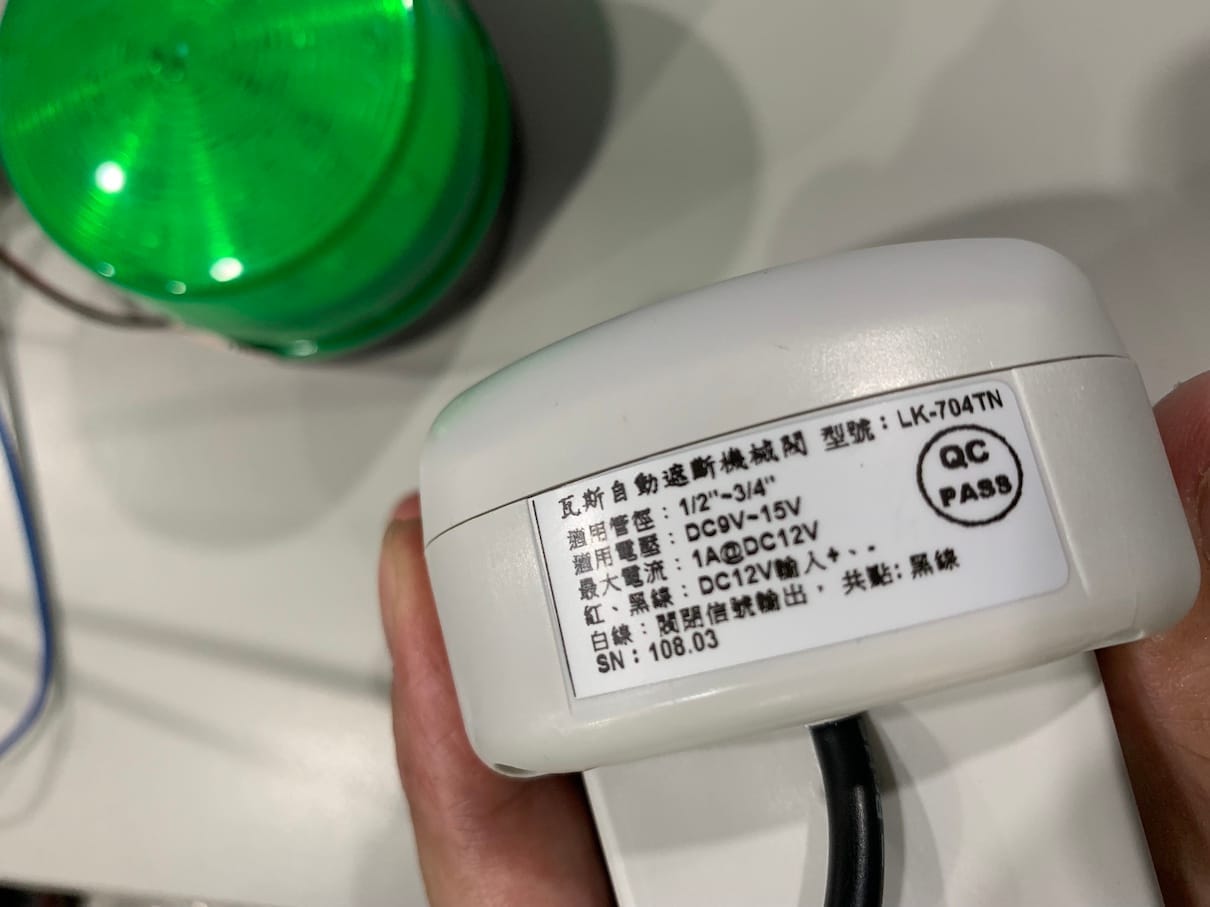 瓦斯自動遮斷機械閥 型號：LK-704TN
適用管徑：1/2"~3/4"
適用電壓：DC9V~15V
最大電流：1A@DC12V
紅、黑線：DC12V輸入+、-
白線：閥閉信號輸出， 共點：黑線
SN：108.03
QC
PASS